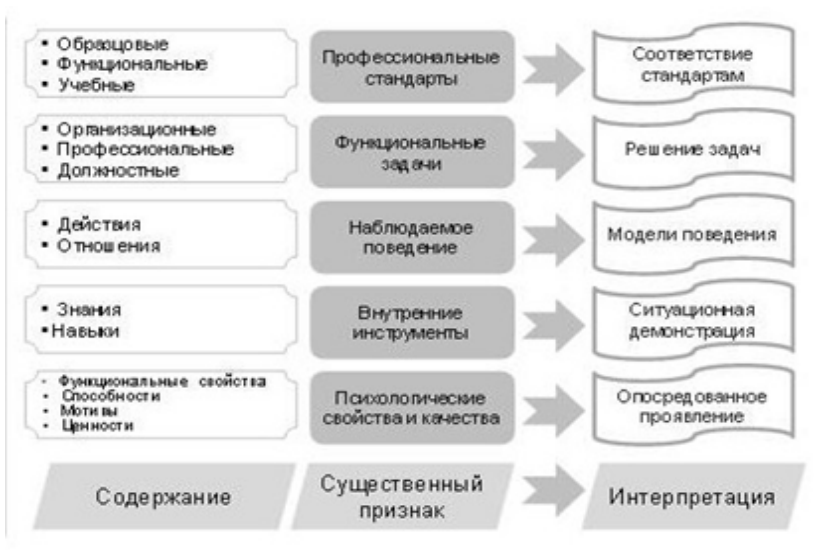 ▪ Образцовые
▪ Функциональные
▪ Учебные
Профессиональные
стандарты
Соответствие
стандартам
▪ Организационные
▪ Профессиональные
▪ Должностные
Функциональные
задачи
Решение задач
▪ Действия
▪ Отношения
Наблюдаемое
поведение
Модели поведения
▪ Знания
▪ Навыки
Внутренние
инструменты
Ситуационная
демонстрация
- Функциональные свойства
• Способности
• Мотивы
- Ценности
Психологические
свойства и качества
Опосредованное
проявление
Содержание
Существенный
признак
Интерпретация